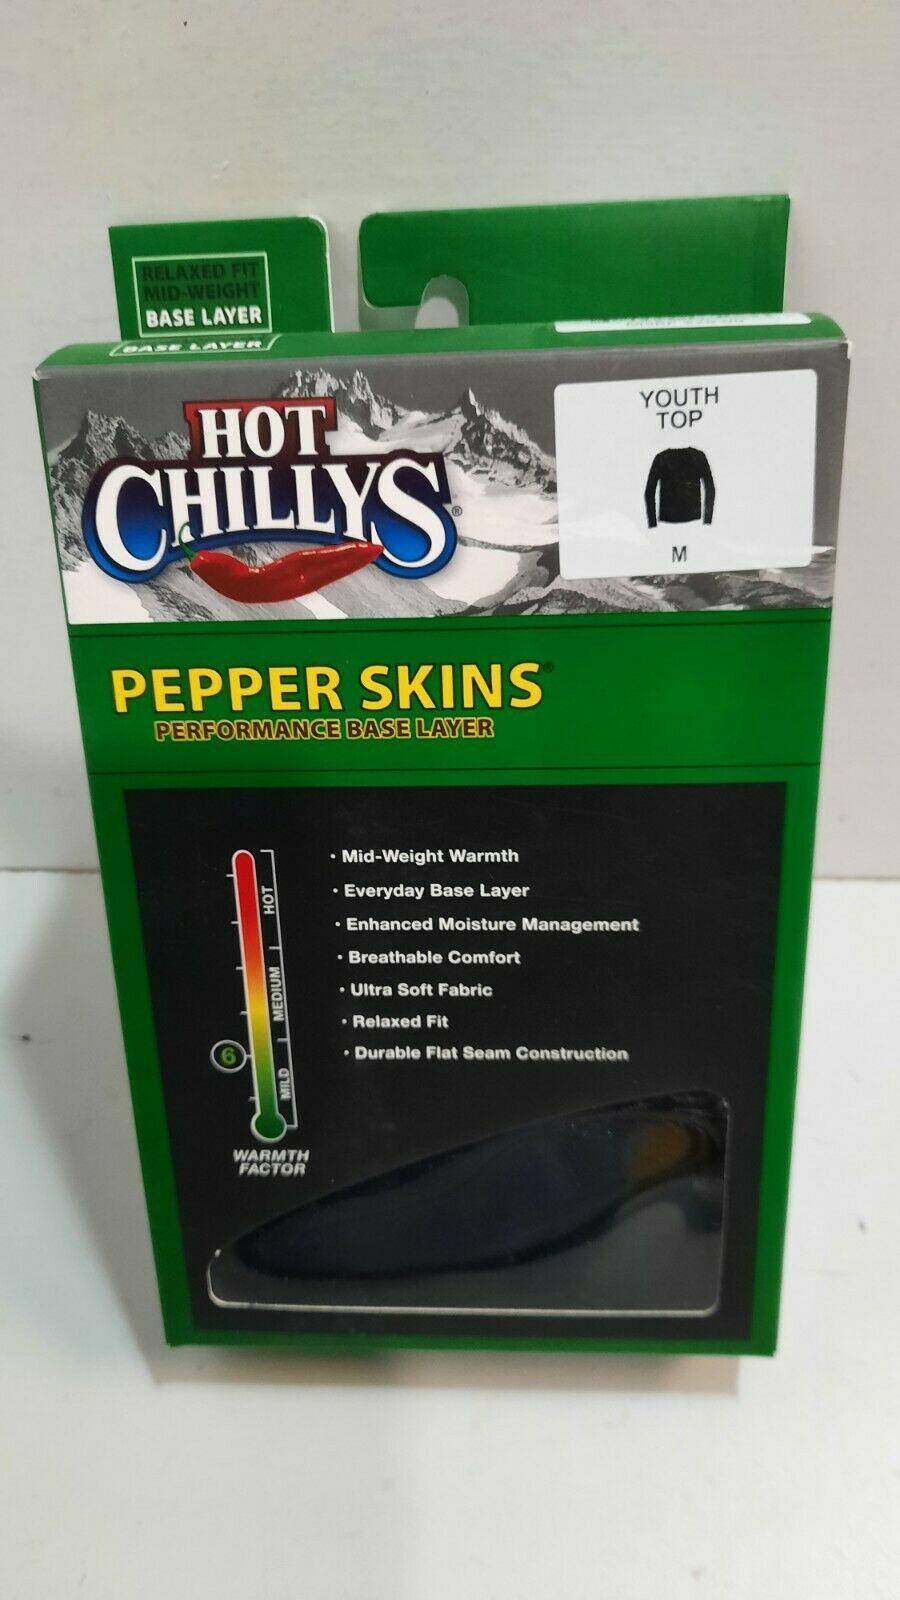 RELAXED FIT
MID-WEIGHT
BASE LAYER
BASE LAYER
HOT
CHILLYS®
YOUTH
TOP
M
PEPPER SKINS®
PERFORMANCE BASE LAYER
HOT
MEDIUM
MILD
6
WARMTH
FACTOR
· Mid-Weight Warmth
· Everyday Base Layer
· Enhanced Moisture Management
· Breathable Comfort
· Ultra Soft Fabric
· Relaxed Fit
· Durable Flat Seam Construction